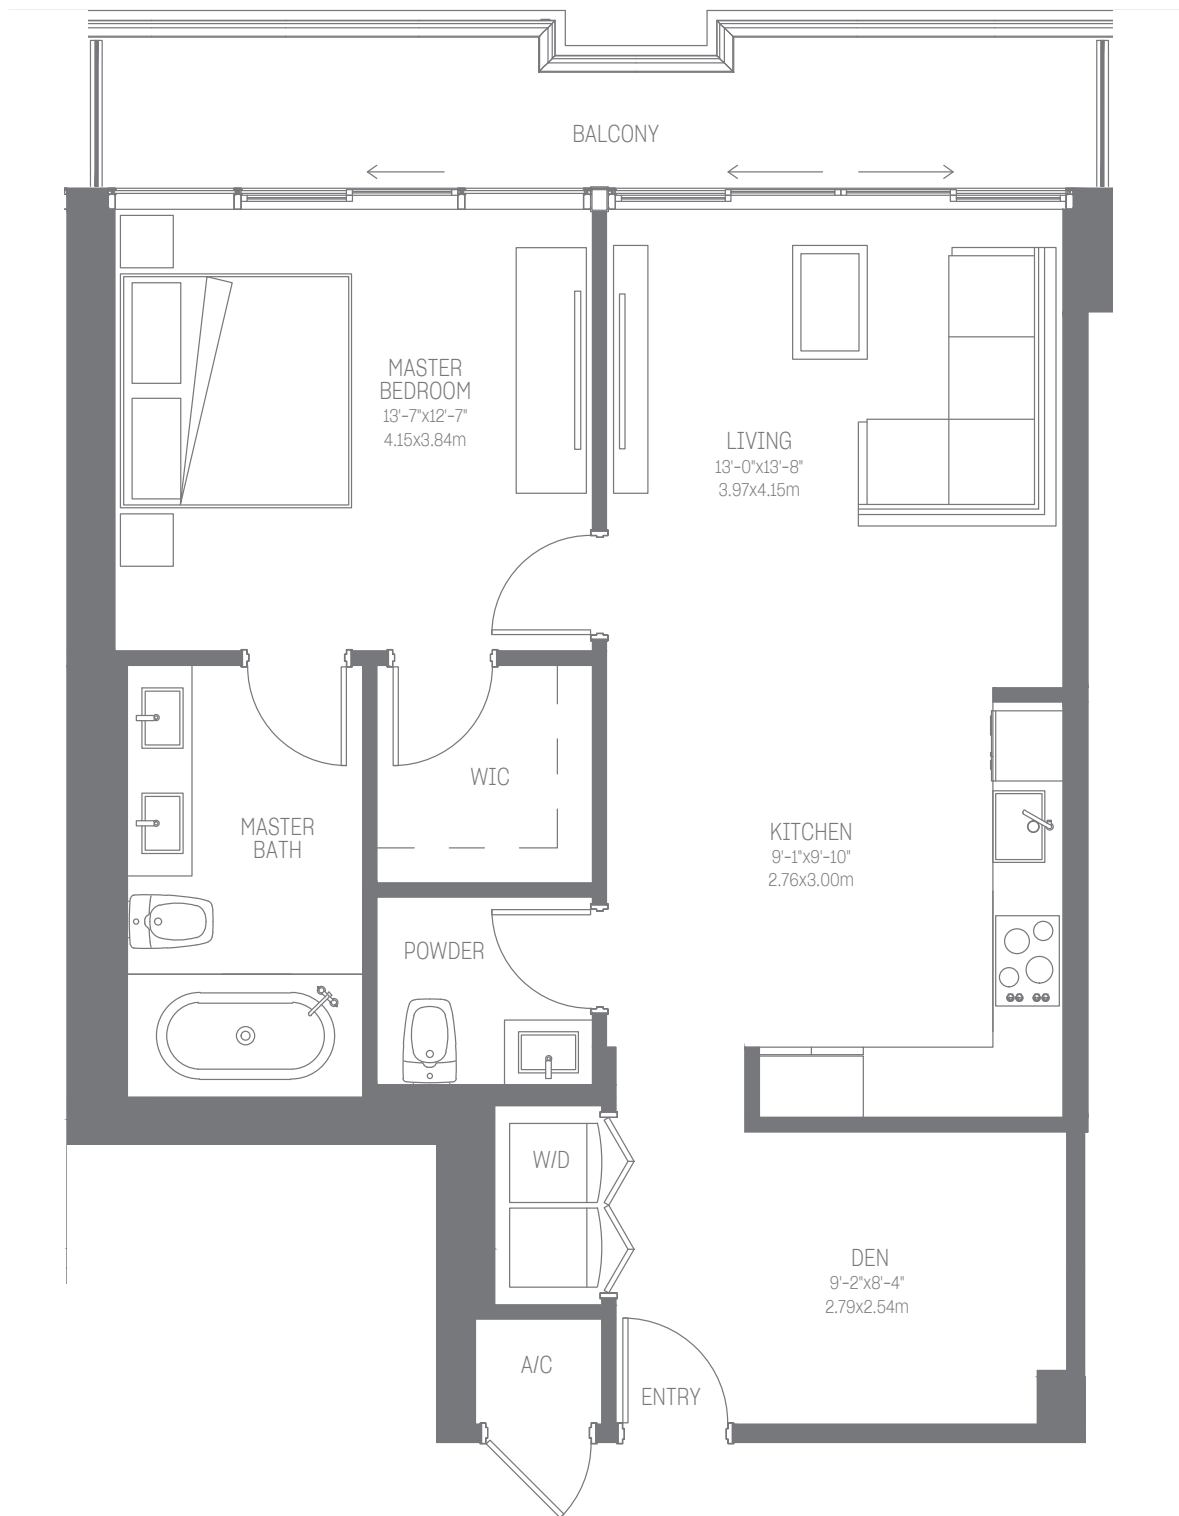 BALCONY
MASTER
BEDROOM
13'-7"x12'-7"
4.15x3.84m
LIVING
13'-0"x13'-8"
3.97x4.15m
WIC
MASTER
BATH
KITCHEN
9'-1"x9'-10"
2.76x3.00m
POWDER
W/D
DEN
9'-2"x8'-4"
2.79x2.54m
A/C
ENTRY